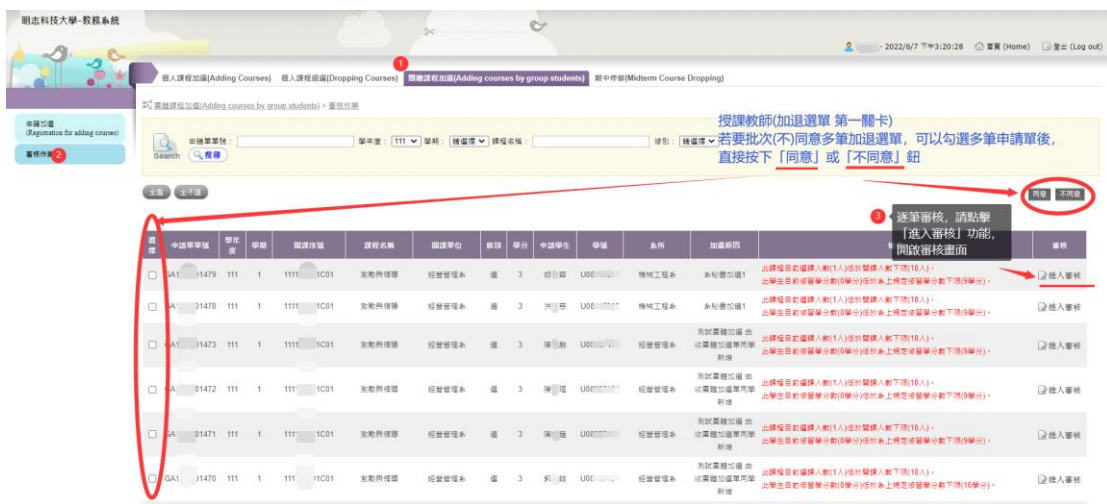 明志科技大學-教務系統
- 2022/6/7 下午3:20:28 首頁 (Home) 登出 (Log out)
1
個人課程加選(Adding Courses) 個人課程退選(Dropping Courses) 團體課程加選(Adding courses by group students) 期中停修(Midterm Course Dropping)
團體課程加選(Adding courses by group students) > 審核作業
申請加選
(Registration for adding courses)
審核作業 2
授課教師(加退選單 第一關卡)
若要批次(不)同意多筆加退選單，可以勾選多筆申請單後，
直接按下「同意」或「不同意」鈕
申請單單號： 學年度： 111 學期： 請選擇 課程名稱： 修別： 請選擇
Search 搜尋
全選 全不選 同意 不同意
3 逐筆審核，請點擊
「進入審核」功能，
開啟審核畫面
選擇 申請單單號 學年度 學期 開課序號 課程名稱 開課單位 修別 學分 申請學生 學號 系所 加選原因 審核
1479 111 1 1111 1C01 激勵與領導 經營管理系 選 3 U08 機械工程系 系秘書加選1 此課程目前選課人數(1人)低於開課人數下限(10人)。 進入審核
此學生目前修習學分數(0學分)低於系上規定修習學分數下限(9學分)。
1478 111 1 1111 1C01 激勵與領導 經營管理系 選 3 U08 機械工程系 系秘書加選1 此課程目前選課人數(1人)低於開課人數下限(10人)。 進入審核
此學生目前修習學分數(0學分)低於系上規定修習學分數下限(9學分)。
1473 111 1 111 1C01 激勵與領導 經營管理系 選 3 經營管理系 測試團體加選 由 此課程目前選課人數(1人)低於開課人數下限(10人)。 進入審核
團體加選單同學 此學生目前修習學分數(0學分)低於系上規定修習學分數下限(9學分)。
新增
1472 111 1 111 1C01 激勵與領導 經營管理系 選 3 經營管理系 測試團體加選 由 此課程目前選課人數(1人)低於開課人數下限(10人)。 進入審核
團體加選單同學 此學生目前修習學分數(0學分)低於系上規定修習學分數下限(9學分)。
新增
1471 111 1 111 1C01 激勵與領導 經營管理系 選 3 經營管理系 測試團體加選 由 此課程目前選課人數(1人)低於開課人數下限(10人)。 進入審核
團體加選單同學 此學生目前修習學分數(0學分)低於系上規定修習學分數下限(9學分)。
新增
GA1 1470 111 1 111 1C01 激勵與領導 經營管理系 選 3 經營管理系 測試團體加選 由 此課程目前選課人數(1人)低於開課人數下限(10人)。 進入審核
團體加選單同學 此學生目前修習學分數(0學分)低於系上規定修習學分數下限(16學分)。
新增